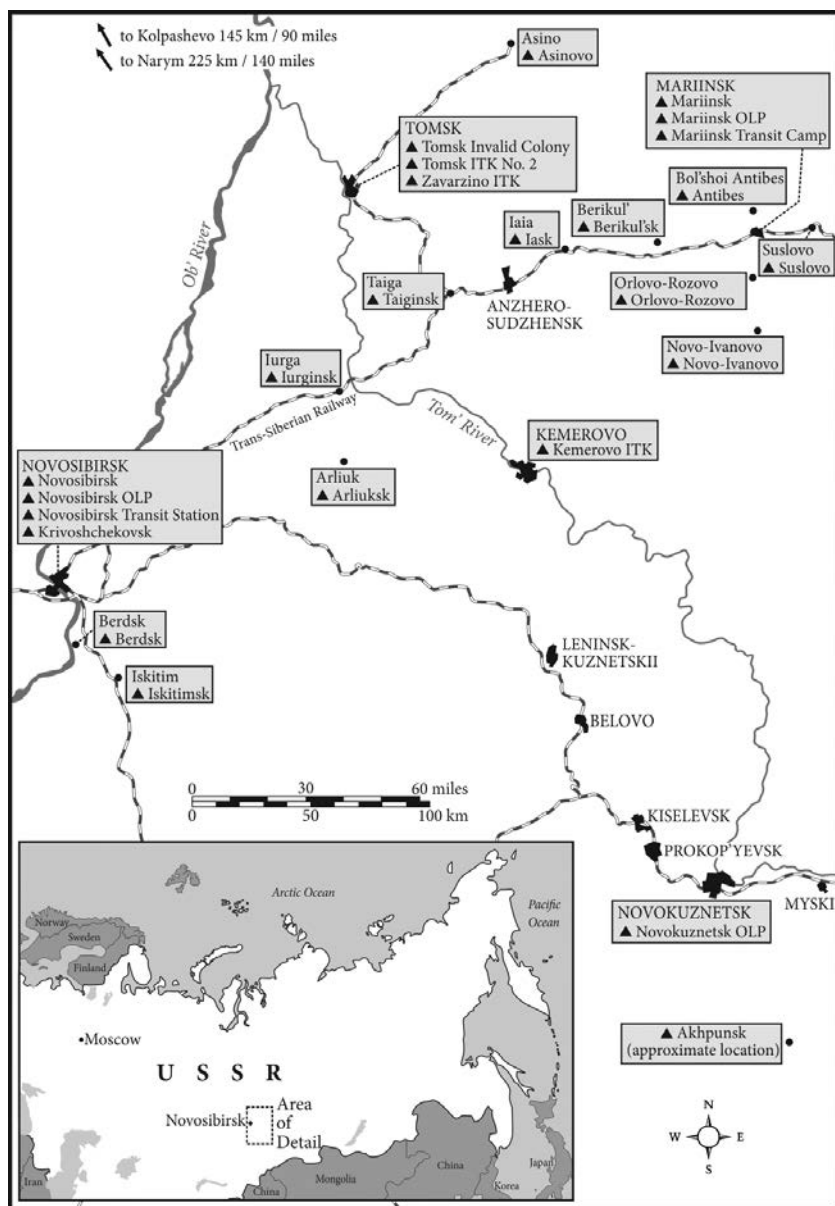 to Kolpashevo 145 km / 90 miles
to Narym 225 km / 140 miles
Asino
Asinovo
MARIINSK
Mariinsk
Mariinsk OLP
Mariinsk Transit Camp
TOMSK
Tomsk Invalid Colony
Tomsk ITK No. 2
Zavarzino ITK
Bol'shoi Antibes
Antibes
Berikul'
Berikul'sk
Iaia
Iask
Suslovo
Suslovo
Ob' River
Taiga
Taiginsk
ANZHERO-
SUDZHENSK
Orlovo-Rozovo
Orlovo-Rozovo
Novo-Ivanovo
Novo-Ivanovo
Iurga
Iurginsk
Trans-Siberian Railway
Tom' River
KEMEROVO
Kemerovo ITK
NOVOSIBIRSK
Novosibirsk
Novosibirsk OLP
Novosibirsk Transit Station
Krivoshchekovsk
Arliuk
Arliuksk
Berdsk
Berdsk
Iskitim
Iskitimsk
LENINSK-
KUZNETSKII
BELOVO
0 30 60 miles
0 50 100 km
KISELEVSK
PROKOP'YEVSK
NOVOKUZNETSK
Novokuznetsk OLP
MYSKI
Akhpunsk
(approximate location)
N
W E
S
Arctic Ocean
Pacific
Ocean
Norway
Sweden
Finland
Moscow
U S S R
Novosibirsk
Area
of
Detail
Iran
China
Mongolia
China
Korea
Japan